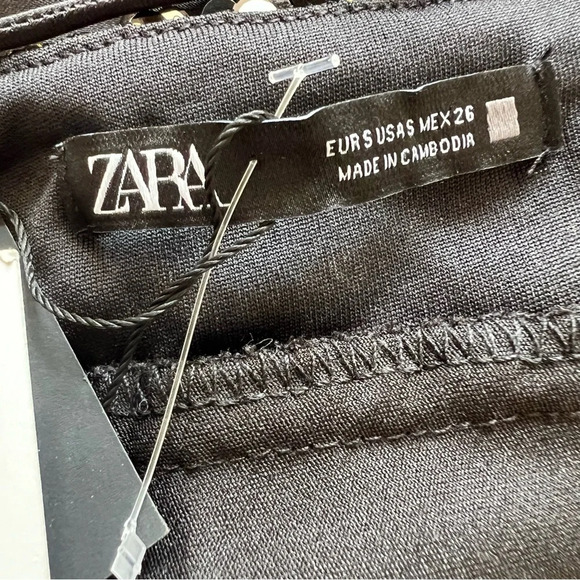 ZARA
EUR S USA S MEX 26
MADE IN CAMBODIA